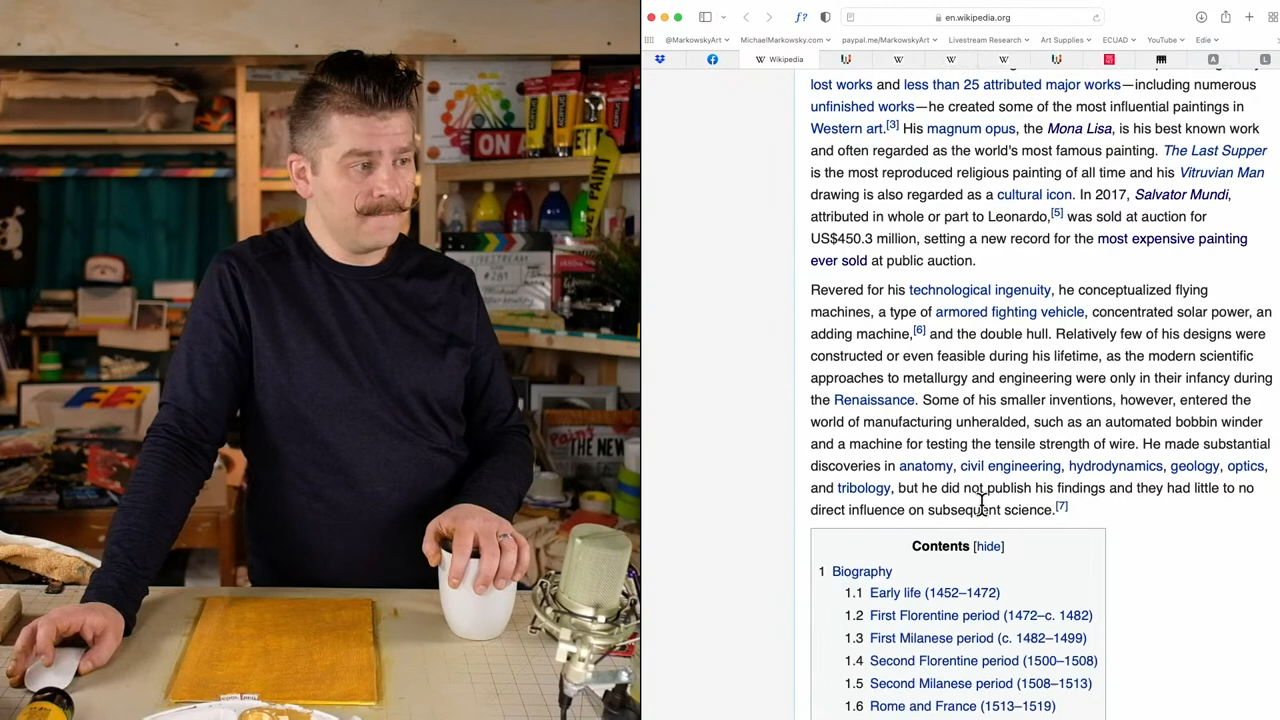 en.wikipedia.org
@MarkowskyArt
MichaelMarkowsky.com
paypal.me/MarkowskyArt
Livestream Research
Art Supplies
ECUAD
YouTube
Edie
Wikipedia
lost works and less than 25 attributed major works—including numerous
unfinished works—he created some of the most influential paintings in
Western art.[3] His magnum opus, the Mona Lisa, is his best known work
and often regarded as the world's most famous painting. The Last Supper
is the most reproduced religious painting of all time and his Vitruvian Man
drawing is also regarded as a cultural icon. In 2017, Salvator Mundi,
attributed in whole or part to Leonardo,[5] was sold at auction for
US$450.3 million, setting a new record for the most expensive painting
ever sold at public auction.
Revered for his technological ingenuity, he conceptualized flying
machines, a type of armored fighting vehicle, concentrated solar power, an
adding machine,[6] and the double hull. Relatively few of his designs were
constructed or even feasible during his lifetime, as the modern scientific
approaches to metallurgy and engineering were only in their infancy during
the Renaissance. Some of his smaller inventions, however, entered the
world of manufacturing unheralded, such as an automated bobbin winder
and a machine for testing the tensile strength of wire. He made substantial
discoveries in anatomy, civil engineering, hydrodynamics, geology, optics,
and tribology, but he did not publish his findings and they had little to no
direct influence on subsequent science.[7]
Contents [hide]
1 Biography
1.1 Early life (1452–1472)
1.2 First Florentine period (1472–c. 1482)
1.3 First Milanese period (c. 1482–1499)
1.4 Second Florentine period (1500–1508)
1.5 Second Milanese period (1508–1513)
1.6 Rome and France (1513–1519)
ON A
WET PAINT
LIVESTREAM
#289
THE NEW